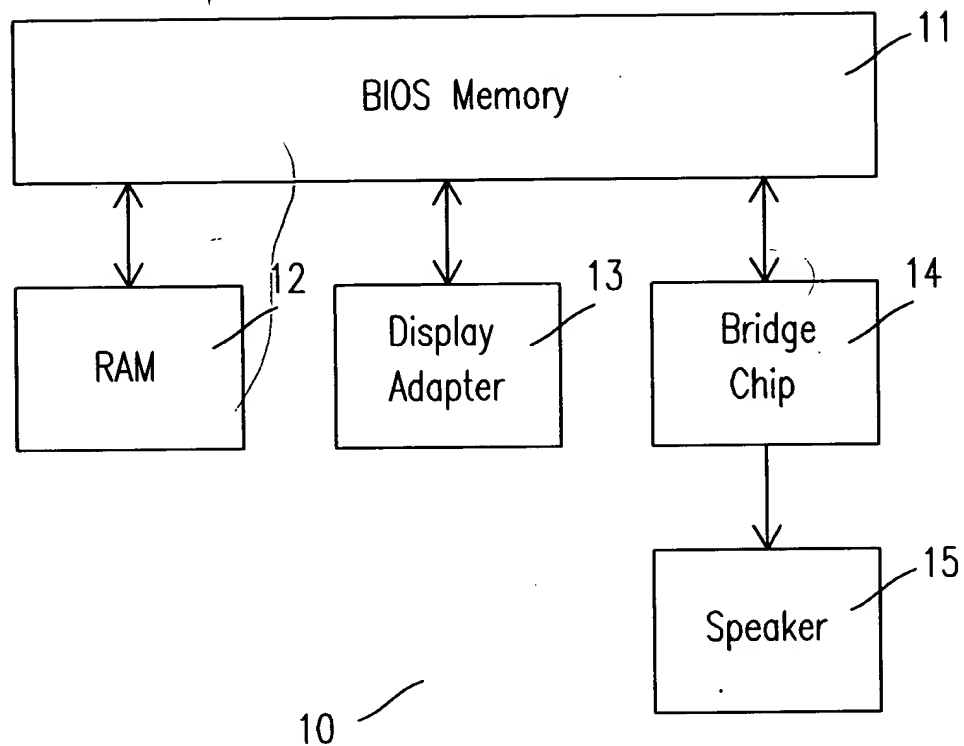 11
BIOS Memory
12
13
14
RAM
Display
Adapter
Bridge
Chip
15
Speaker
10